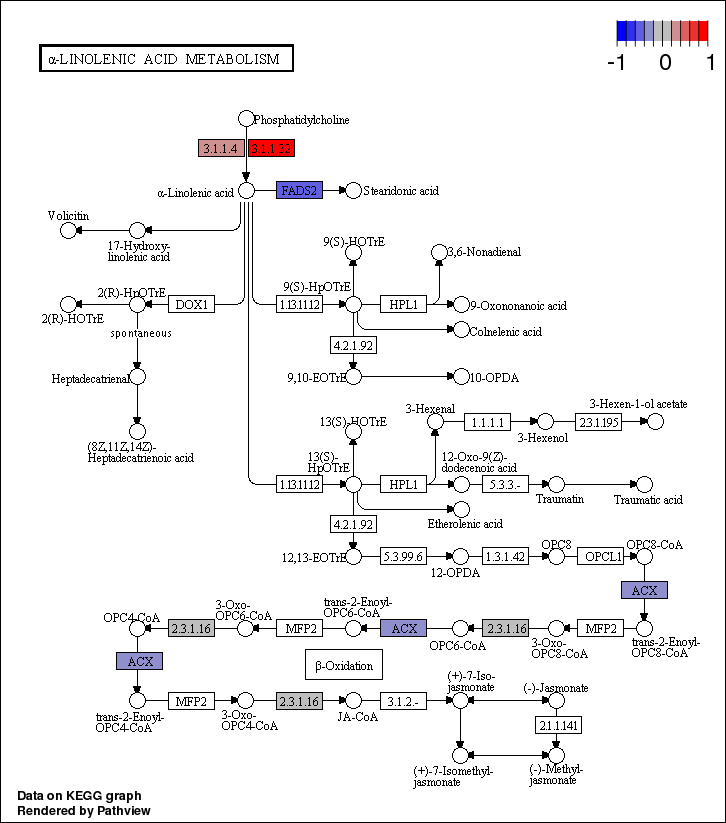 -1 0 1
α-LINOLENIC ACID METABOLISM
Phosphatidylcholine
3.1.1.4
3.1.1.32
α-Linolenic acid
FADS2
Stearidonic acid
Volicitin
17-Hydroxy-
linolenic acid
9(S)-HOTrE
3,6-Nonadienal
2(R)-HpOTrE
9(S)-HpOTrE
2(R)-HOTrE
DOX1
1.13.11.12
HPL1
9-Oxononanoic acid
spontaneous
Colnelenic acid
4.2.1.92
Heptadecatrienal
9,10-EOTrE
10-OPDA
(8Z,11Z,14Z)-
Heptadecatrienoic acid
13(S)-HOTrE
3-Hexenal
1.1.1.1
3-Hexenol
2.3.1.195
3-Hexen-1-ol acetate
13(S)-
HpOTrE
12-Oxo-9(Z)-
dodecenoic acid
1.13.11.12
HPL1
5.3.3.-
Traumatin
Traumatic acid
Etherolenic acid
4.2.1.92
12,13-EOTrE
5.3.99.6
12-OPDA
1.3.1.42
OPC8
OPCL1
OPC8-CoA
ACX
OPC4-CoA
2.3.1.16
3-Oxo-
OPC6-CoA
MFP2
trans-2-Enoyl-
OPC6-CoA
ACX
OPC6-CoA
2.3.1.16
3-Oxo-
OPC8-CoA
MFP2
trans-2-Enoyl-
OPC8-CoA
ACX
β-Oxidation
trans-2-Enoyl-
OPC4-CoA
MFP2
3-Oxo-
OPC4-CoA
2.3.1.16
JA-CoA
3.1.2.-
(+)-7-Iso-
jasmonate
(-)-Jasmonate
2.1.1.141
(+)-7-Isomethyl-
jasmonate
(-)-Methyl-
jasmonate
Data on KEGG graph
Rendered by Pathview